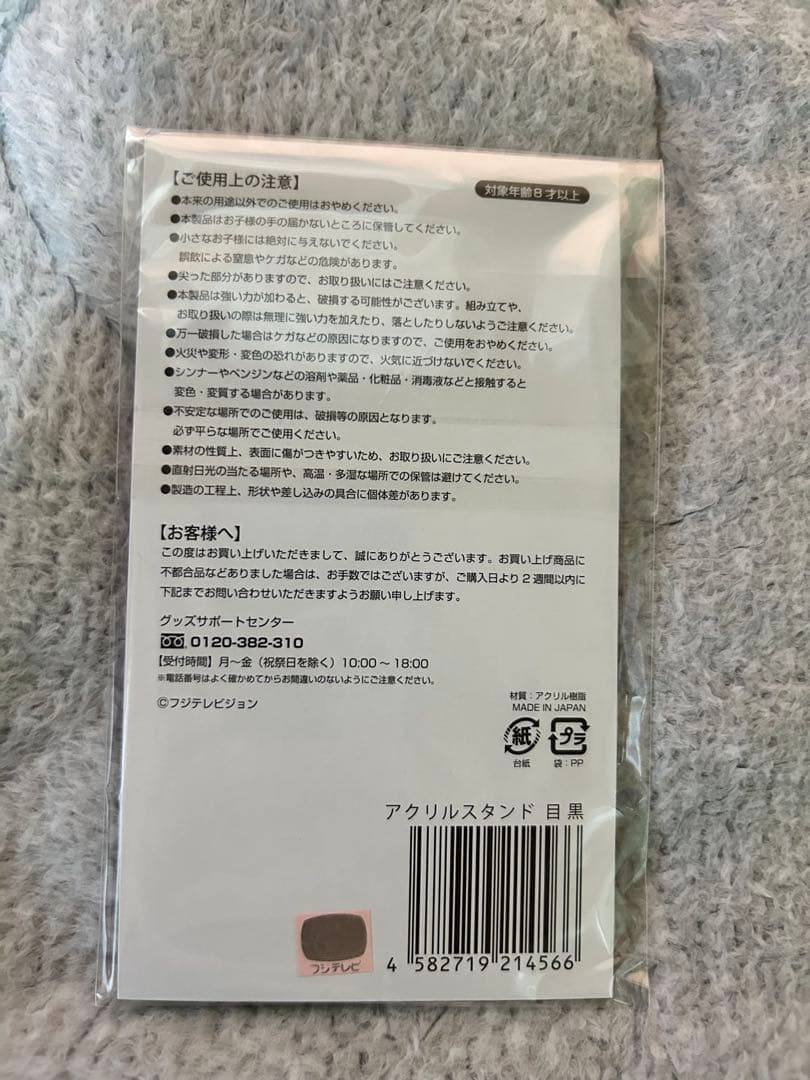 【ご使用上の注意】
対象年齢8才以上
●本来の用途以外でのご使用はおやめください。
●本製品はお子様の手の届かないところに保管してください。
●小さなお子様には絶対に与えないでください。
誤飲による窒息やケガなどの危険があります。
●尖った部分がありますので、お取り扱いにはご注意ください。
●本製品は強い力が加わると、破損する可能性がございます。組み立てや、
お取り扱いの際は無理に強い力を加えたり、落としたりしないようご注意ください。
●万一破損した場合はケガなどの原因になりますので、ご使用をおやめください。
●火災や変形・変色の恐れがありますので、火気に近づけないでください。
●シンナーやベンジンなどの溶剤や薬品・化粧品・消毒液などと接触すると
変色・変質する場合があります。
●不安定な場所でのご使用は、破損等の原因となります。
必ず平らな場所でご使用ください。
●素材の性質上、表面に傷がつきやすいため、お取り扱いにご注意ください。
●直射日光の当たる場所や、高温・多湿な場所での保管は避けてください。
●製造の工程上、形状や差し込みの具合に個体差があります。
【お客様へ】
この度はお買い上げいただきまして、誠にありがとうございます。お買い上げ商品に
不都合品などありました場合は、お手数ではございますが、ご購入日より2週間以内に
下記までお問い合わせいただきますようお願い申し上げます。
グッズサポートセンター
0120-382-310
【受付時間】月〜金（祝祭日を除く）10:00〜18:00
※電話番号はよく確かめてからお間違いのないようにご注意ください。
©フジテレビジョン
材質：アクリル樹脂
MADE IN JAPAN
紙 プラ
台紙 袋：PP
アクリルスタンド 目黒
フジテレビ
4 582719 214566